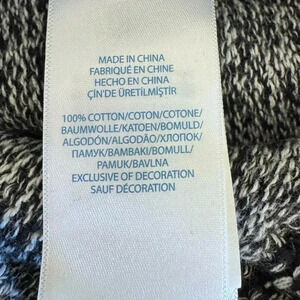 MADE IN CHINA
FABRIQUÉ EN CHINE
HECHO EN CHINA
ÇİN'DE ÜRETİLMİŞTİR
100% COTTON/COTON/COTONE/
BAUMWOLLE/KATOEN/BOMULD/
ALGODÓN/ALGODÃO/ХЛОПОК/
ПАМУК/BAMBAKI/BOMULL/
PAMUK/BAVLNA
EXCLUSIVE OF DECORATION
SAUF DÉCORATION